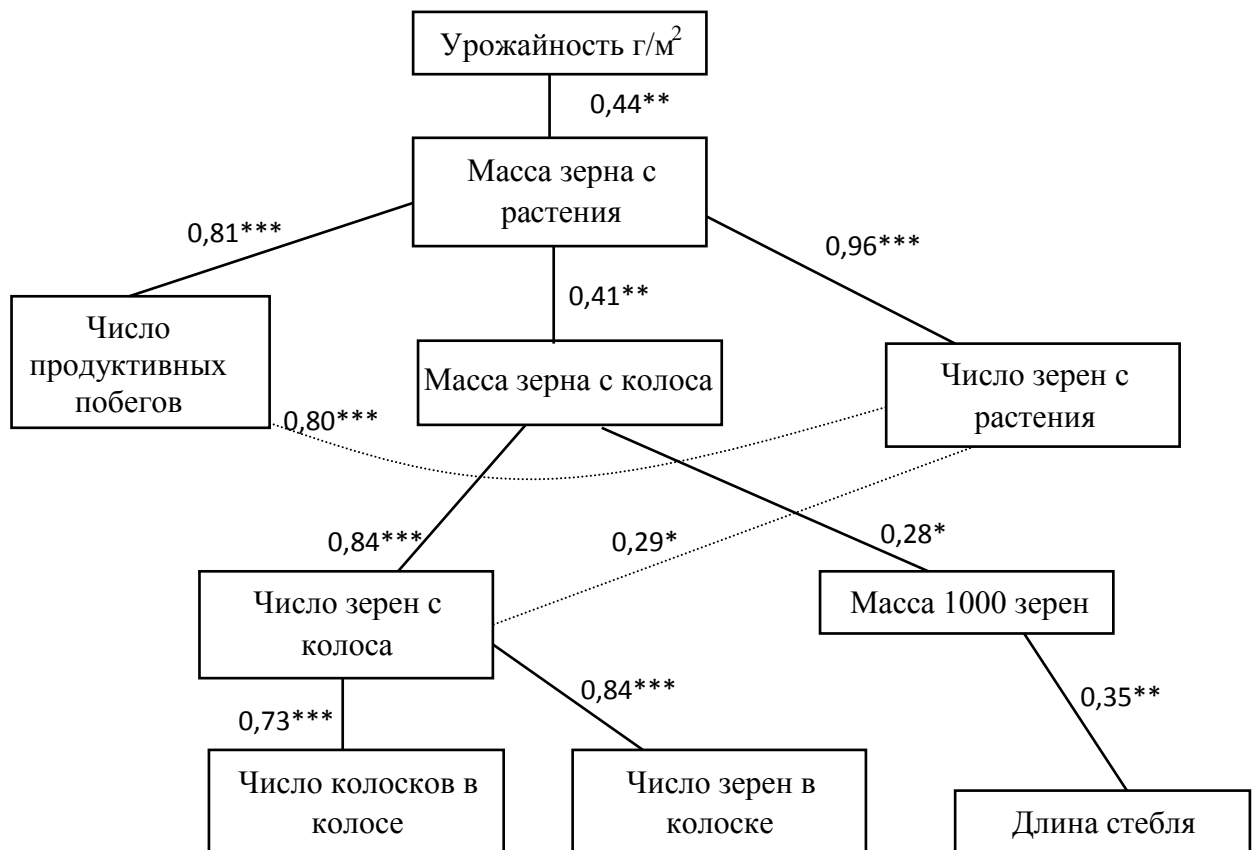 Урожайность г/м²
0,44**
Масса зерна с
растения
0,81***
0,96***
0,41**
Число
продуктивных
побегов
Масса зерна с колоса
Число зерен с
растения
0,80***
0,84***
0,29*
0,28*
Число зерен с
колоса
Масса 1000 зерен
0,73***
0,84***
0,35**
Число колосков в
колосе
Число зерен в
колоске
Длина стебля